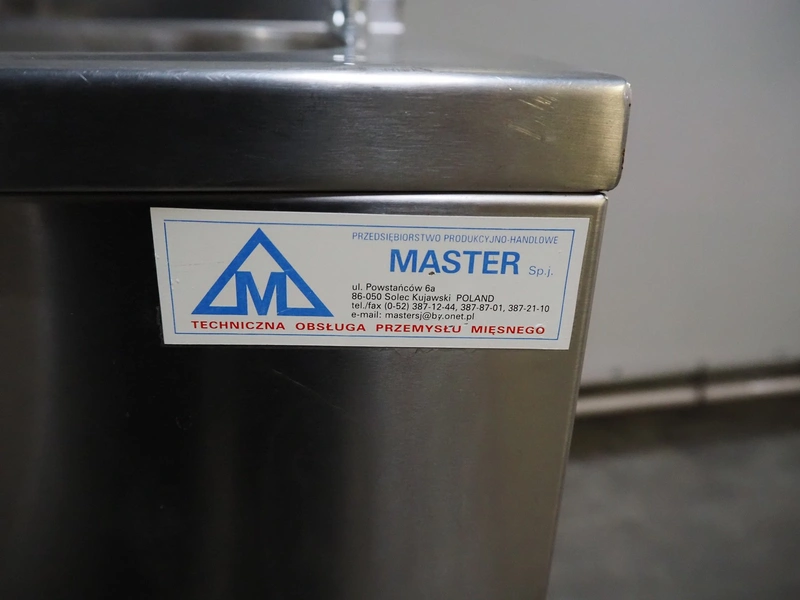 PRZEDSIĘBIORSTWO PRODUKCYJNO-HANDLOWE
MASTER Sp.j.
ul. Powstańców 6a
86-050 Solec Kujawski POLAND
tel./fax (0-52) 387-12-44, 387-87-01, 387-21-10
e-mail: mastersj@by.onet.pl
M
TECHNICZNA OBSŁUGA PRZEMYSŁU MIĘSNEGO